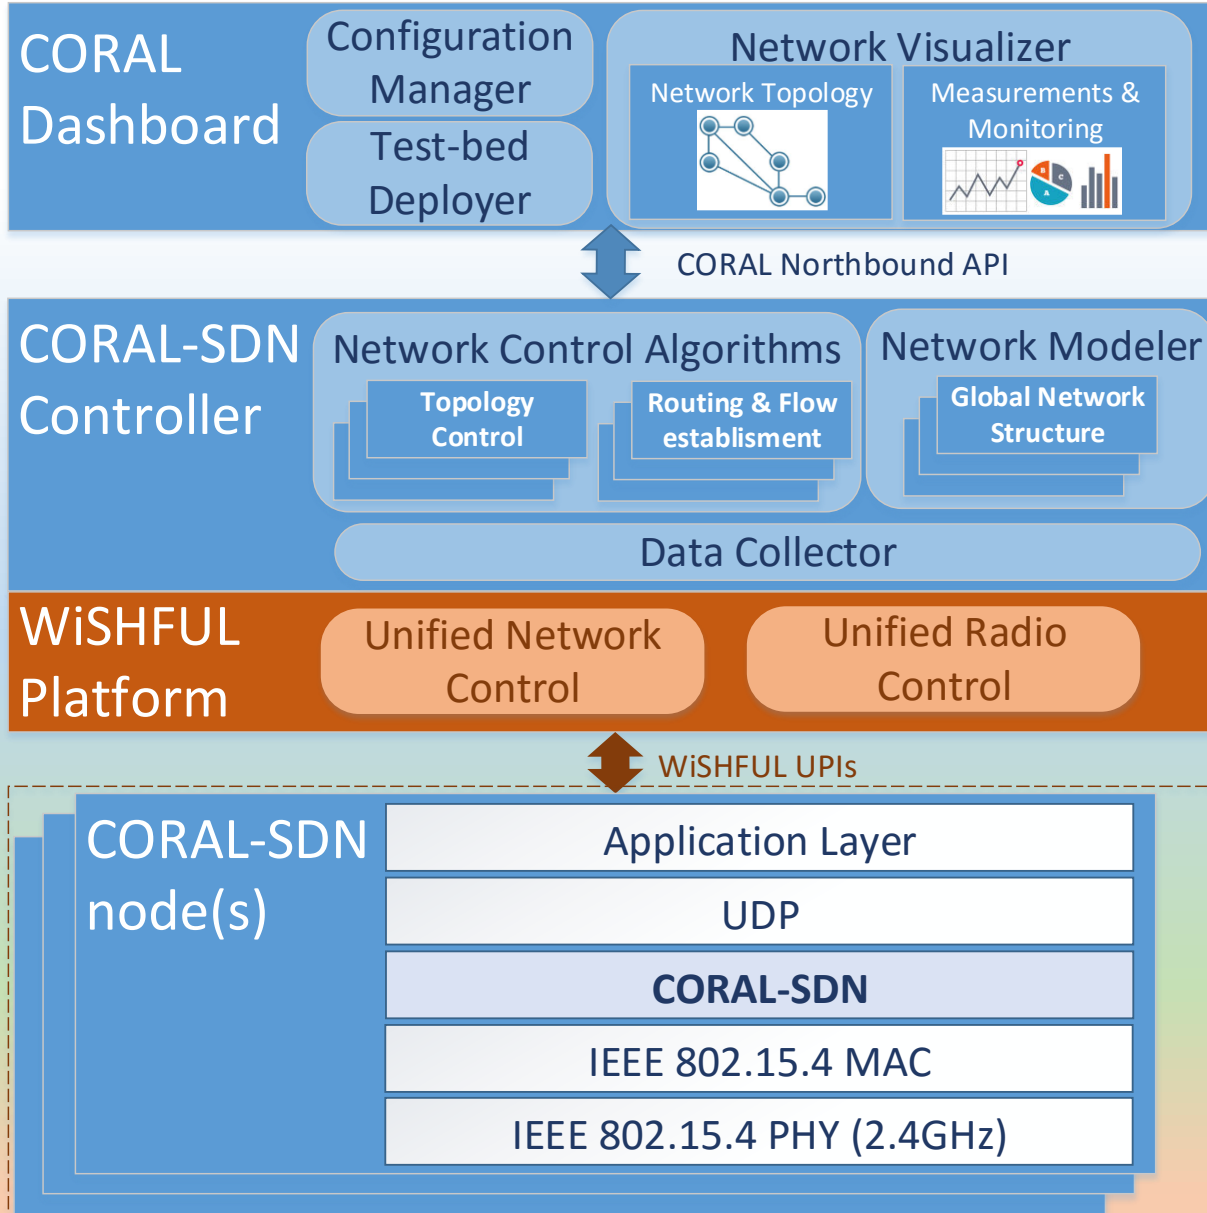 CORAL
Dashboard
Configuration
Manager
Test-bed
Deployer
Network Visualizer
Network Topology
Measurements &
Monitoring
B
C
A
CORAL Northbound API
CORAL-SDN
Controller
Network Control Algorithms
Topology
Control
Routing & Flow
establisment
Network Modeler
Global Network
Structure
Data Collector
WiSHFUL
Platform
Unified Network
Control
Unified Radio
Control
WiSHFUL UPIs
CORAL-SDN
node(s)
Application Layer
UDP
CORAL-SDN
IEEE 802.15.4 MAC
IEEE 802.15.4 PHY (2.4GHz)